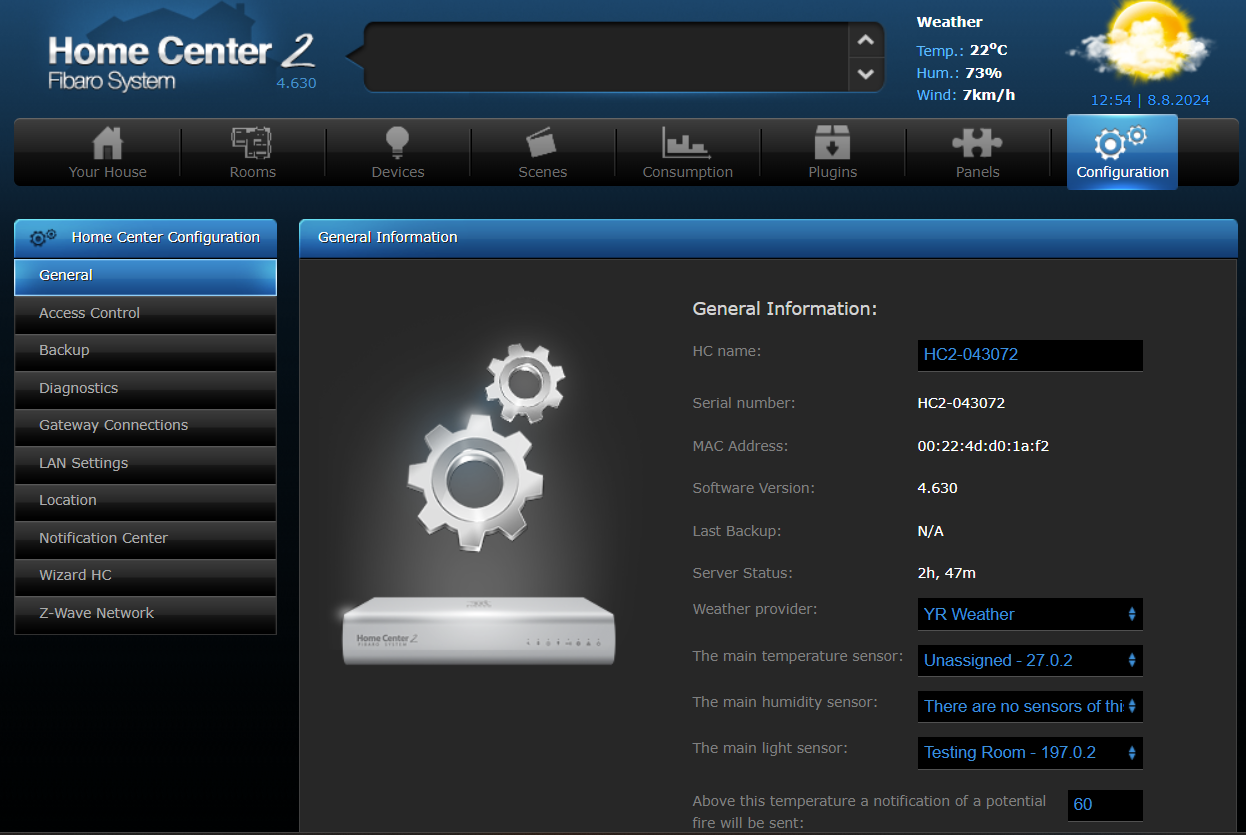 Home Center 2
Fibaro System
4.630
Weather
Temp.: 22°C
Hum.: 73%
Wind: 7km/h
12:54 | 8.8.2024
Your House
Rooms
Devices
Scenes
Consumption
Plugins
Panels
Configuration
Home Center Configuration
General
Access Control
Backup
Diagnostics
Gateway Connections
LAN Settings
Location
Notification Center
Wizard HC
Z-Wave Network
General Information
Home Center 2
FIBARO SYSTEM
General Information:
HC name: HC2-043072
Serial number: HC2-043072
MAC Address: 00:22:4d:d0:1a:f2
Software Version: 4.630
Last Backup: N/A
Server Status: 2h, 47m
Weather provider: YR Weather
The main temperature sensor: Unassigned - 27.0.2
The main humidity sensor: There are no sensors of thi
The main light sensor: Testing Room - 197.0.2
Above this temperature a notification of a potential 60
fire will be sent: